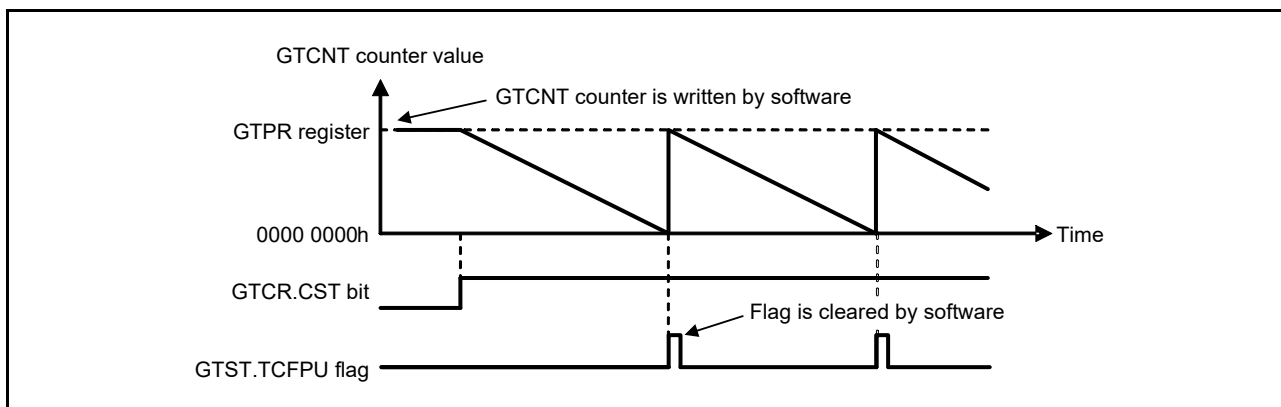 GTCNT counter value
GTCNT counter is written by software
GTPR register
0000 0000h
Time
GTCR.CST bit
Flag is cleared by software
GTST.TCFPU flag